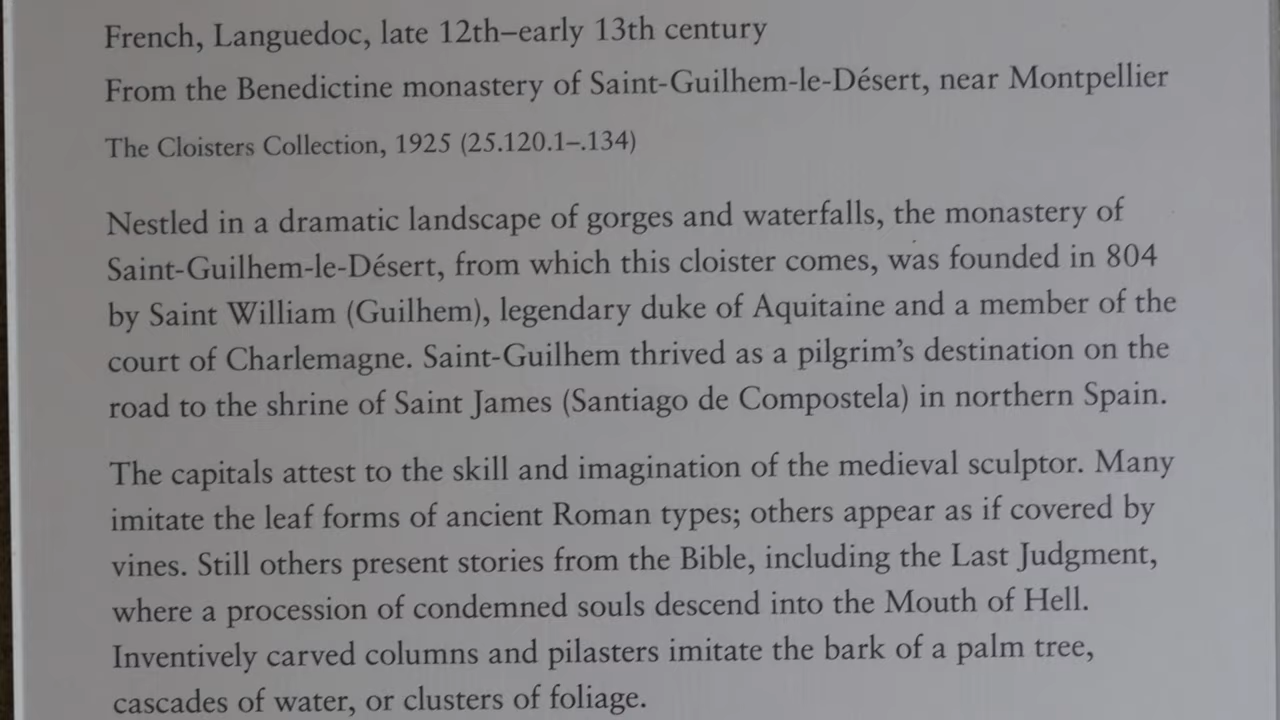 French, Languedoc, late 12th–early 13th century
From the Benedictine monastery of Saint-Guilhem-le-Désert, near Montpellier
The Cloisters Collection, 1925 (25.120.1–.134)
Nestled in a dramatic landscape of gorges and waterfalls, the monastery of
Saint-Guilhem-le-Désert, from which this cloister comes, was founded in 804
by Saint William (Guilhem), legendary duke of Aquitaine and a member of the
court of Charlemagne. Saint-Guilhem thrived as a pilgrim’s destination on the
road to the shrine of Saint James (Santiago de Compostela) in northern Spain.
The capitals attest to the skill and imagination of the medieval sculptor. Many
imitate the leaf forms of ancient Roman types; others appear as if covered by
vines. Still others present stories from the Bible, including the Last Judgment,
where a procession of condemned souls descend into the Mouth of Hell.
Inventively carved columns and pilasters imitate the bark of a palm tree,
cascades of water, or clusters of foliage.